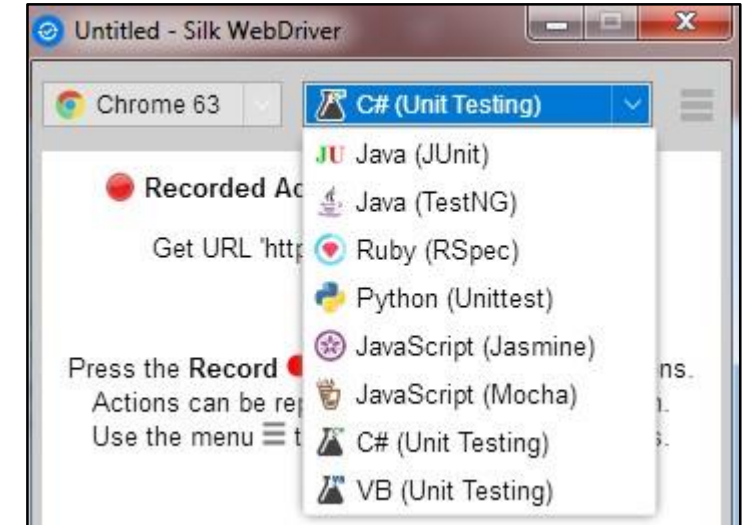 Untitled - Silk WebDriver
Chrome 63
C# (Unit Testing)
JU Java (JUnit)
Java (TestNG)
Ruby (RSpec)
Python (Unittest)
JavaScript (Jasmine)
JavaScript (Mocha)
C# (Unit Testing)
VB (Unit Testing)
Recorded Ac
Get URL 'http
Press the Record ns.
Actions can be rep n.
Use the menu t s.